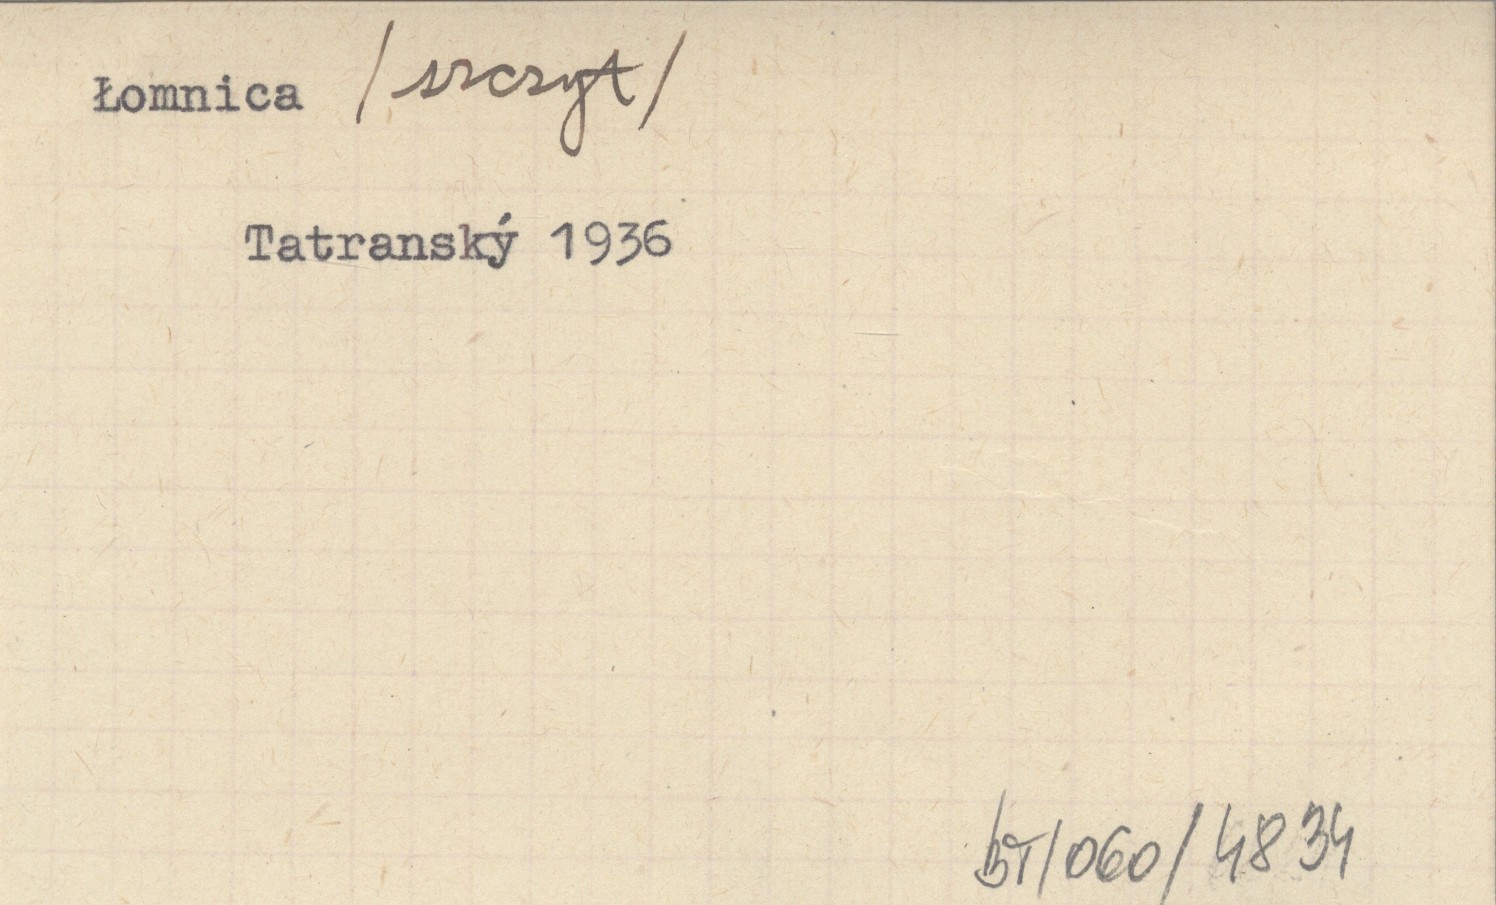 Łomnica /szczyt/
Tatranský 1936
BT/060/4834